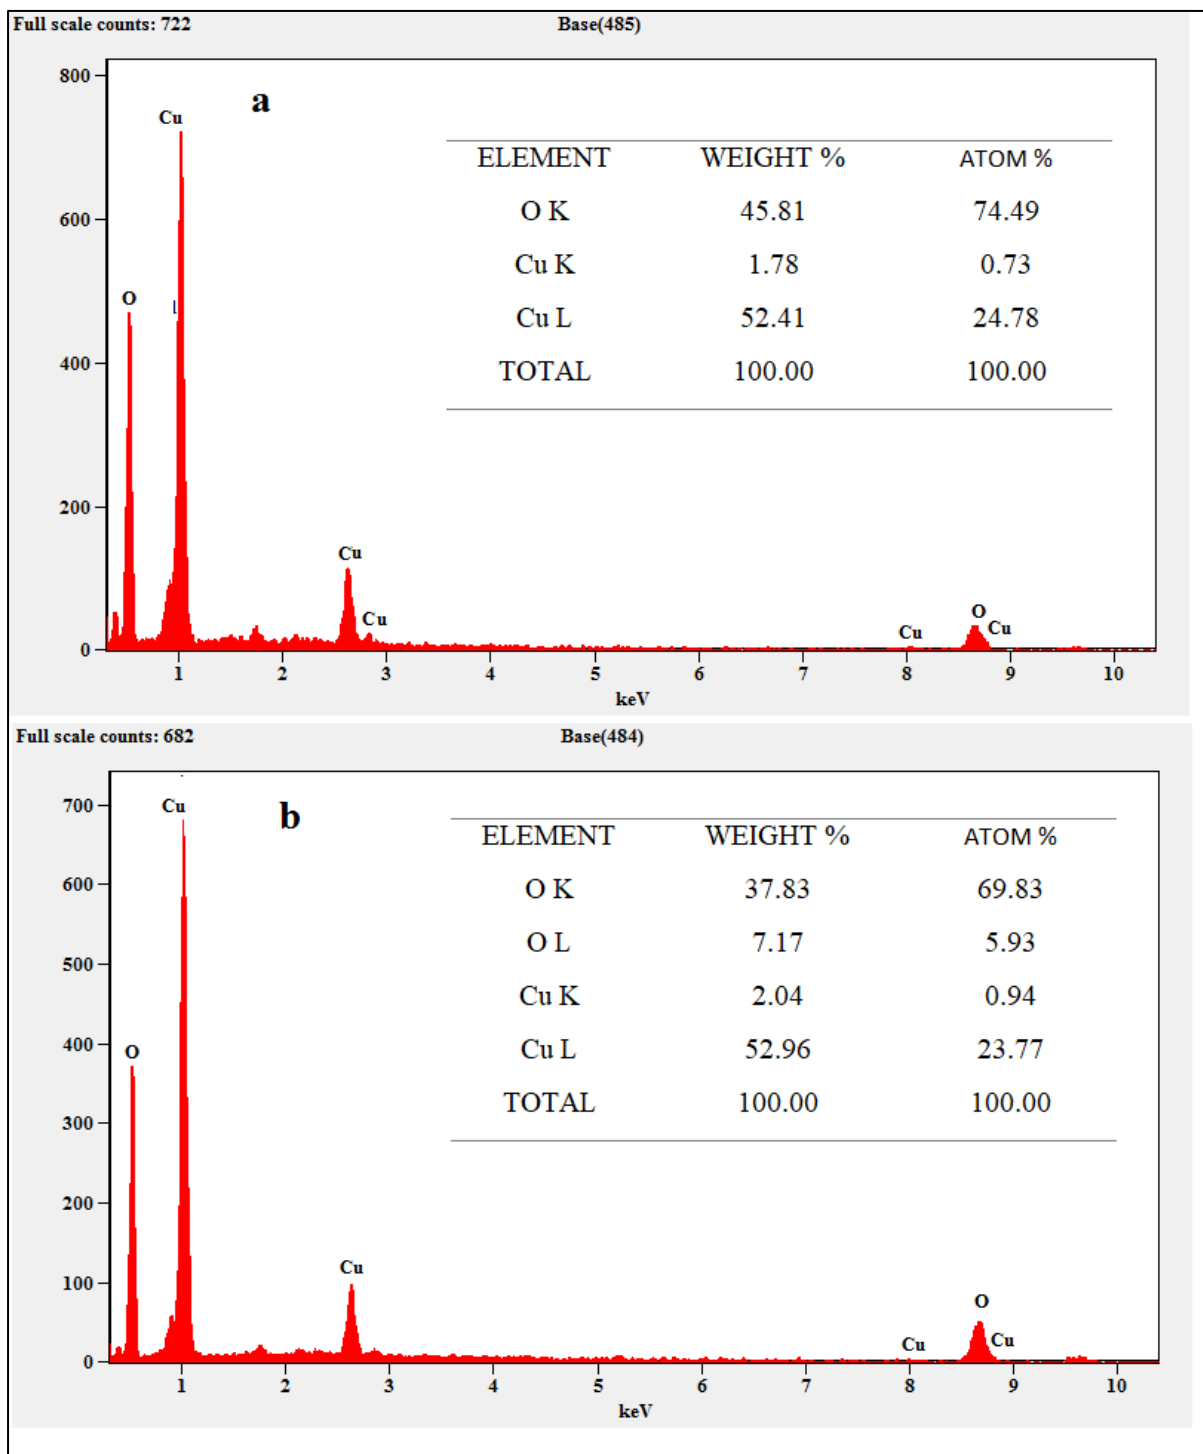 Full scale counts: 722 Base(485)
800
600
400
200
0
a
Cu
O
Cu
Cu
Cu
O
Cu
ELEMENT WEIGHT % ATOM %
O K 45.81 74.49
Cu K 1.78 0.73
Cu L 52.41 24.78
TOTAL 100.00 100.00
1 2 3 4 5 6 7 8 9 10
keV
Full scale counts: 682 Base(484)
700
600
500
400
300
200
100
0
b
Cu
O
Cu
Cu
O
Cu
ELEMENT WEIGHT % ATOM %
O K 37.83 69.83
O L 7.17 5.93
Cu K 2.04 0.94
Cu L 52.96 23.77
TOTAL 100.00 100.00
1 2 3 4 5 6 7 8 9 10
keV